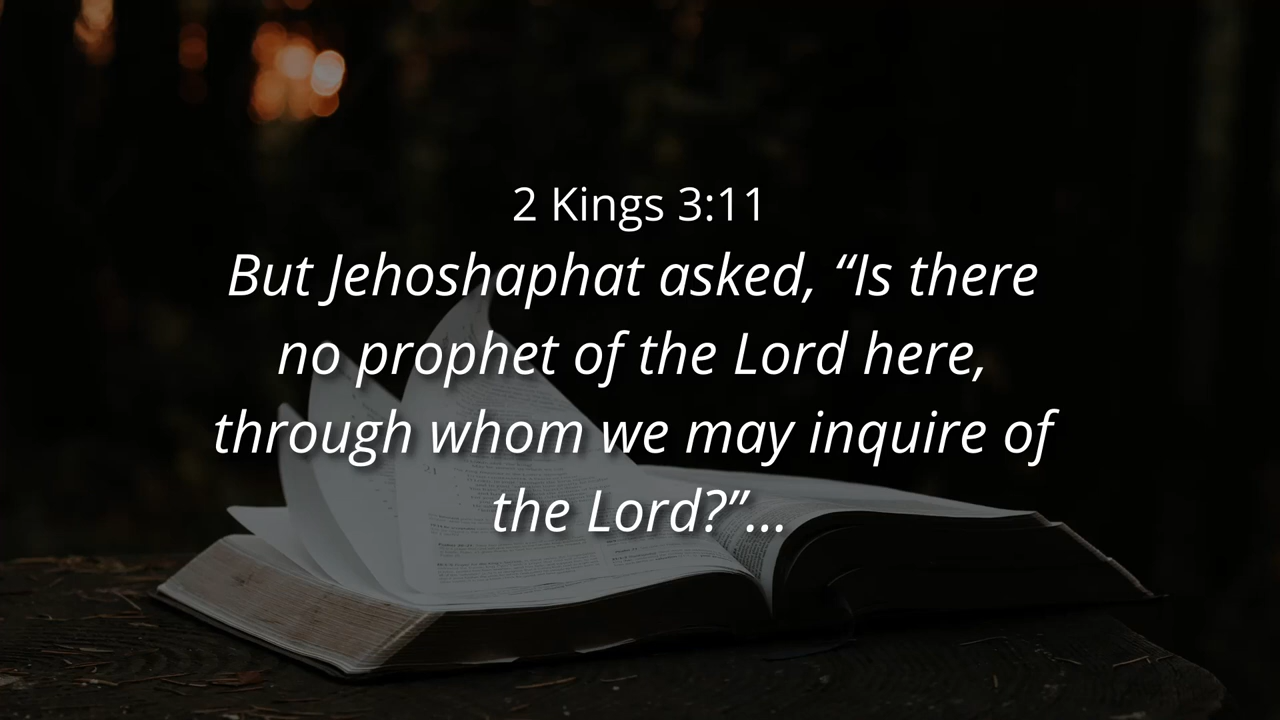 2 Kings 3:11
But Jehoshaphat asked, “Is there
no prophet of the Lord here,
through whom we may inquire of
the Lord?”...